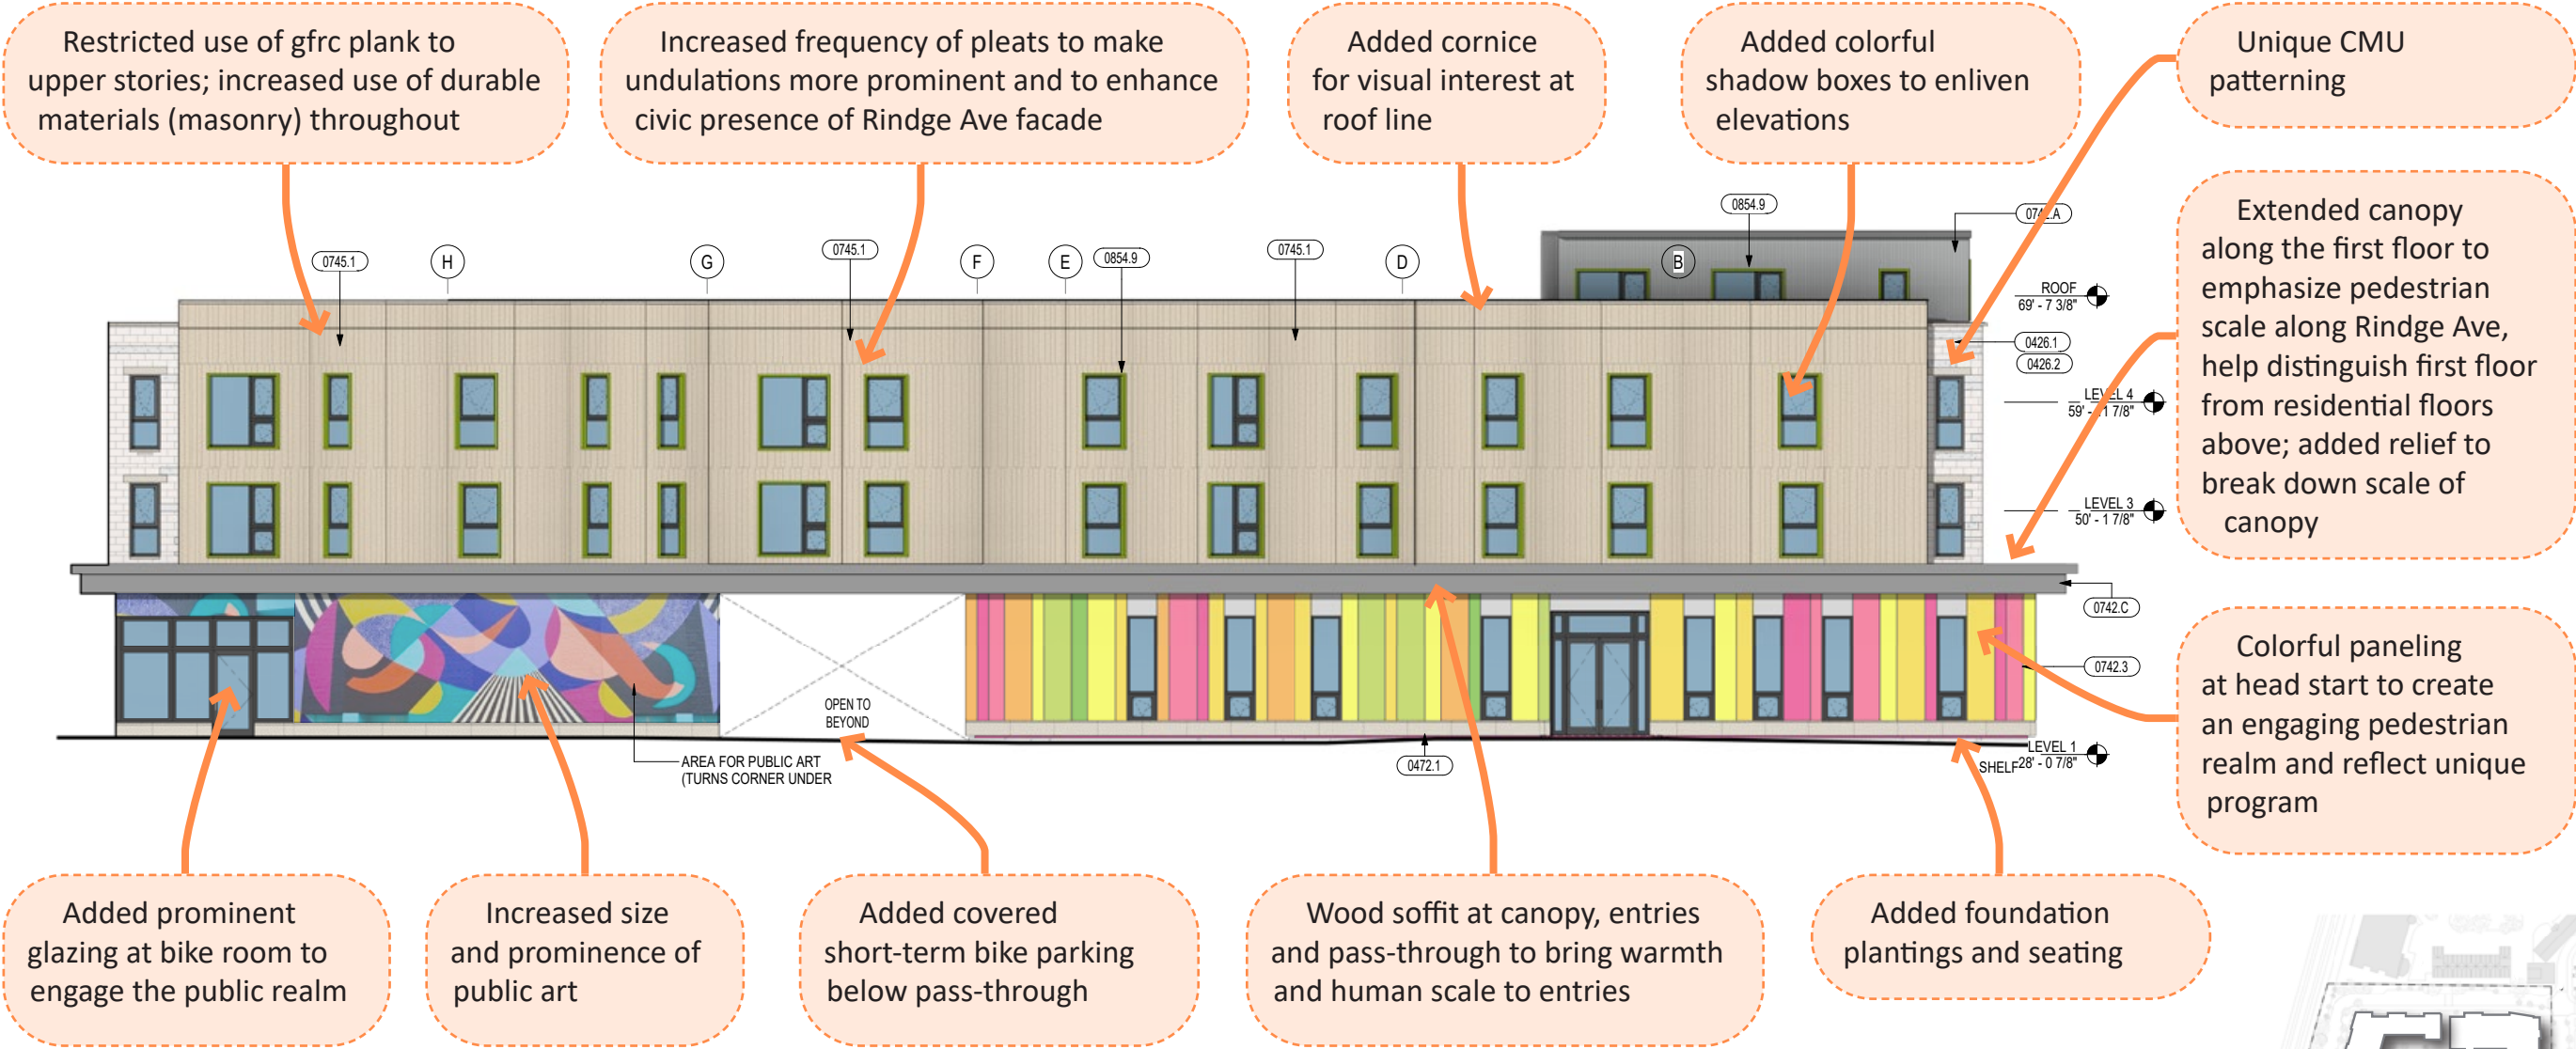 Restricted use of gfrc plank to
upper stories; increased use of durable
materials (masonry) throughout
Increased frequency of pleats to make
undulations more prominent and to enhance
civic presence of Rindge Ave facade
Added cornice
for visual interest at
roof line
Added colorful
shadow boxes to enliven
elevations
Unique CMU
patterning
Extended canopy
along the first floor to
emphasize pedestrian
scale along Rindge Ave,
help distinguish first floor
from residential floors
above; added relief to
break down scale of
canopy
Colorful paneling
at head start to create
an engaging pedestrian
realm and reflect unique
program
0745.1
H
G
0745.1
F
E
0854.9
0745.1
D
B
0854.9
0742.A
ROOF
69' - 7 3/8"
0426.1
0426.2
LEVEL 4
59' - 11 7/8"
LEVEL 3
50' - 1 7/8"
0742.C
0742.3
OPEN TO
BEYOND
AREA FOR PUBLIC ART
(TURNS CORNER UNDER
0472.1
LEVEL 1
SHELF 28' - 0 7/8"
Added prominent
glazing at bike room to
engage the public realm
Increased size
and prominence of
public art
Added covered
short-term bike parking
below pass-through
Wood soffit at canopy, entries
and pass-through to bring warmth
and human scale to entries
Added foundation
plantings and seating